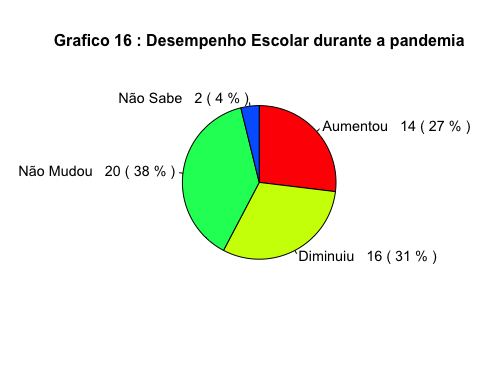 Grafico 16 : Desempenho Escolar durante a pandemia
Não Sabe 2 ( 4 % )
Aumentou 14 ( 27 % )
Não Mudou 20 ( 38 % )
Diminuiu 16 ( 31 % )